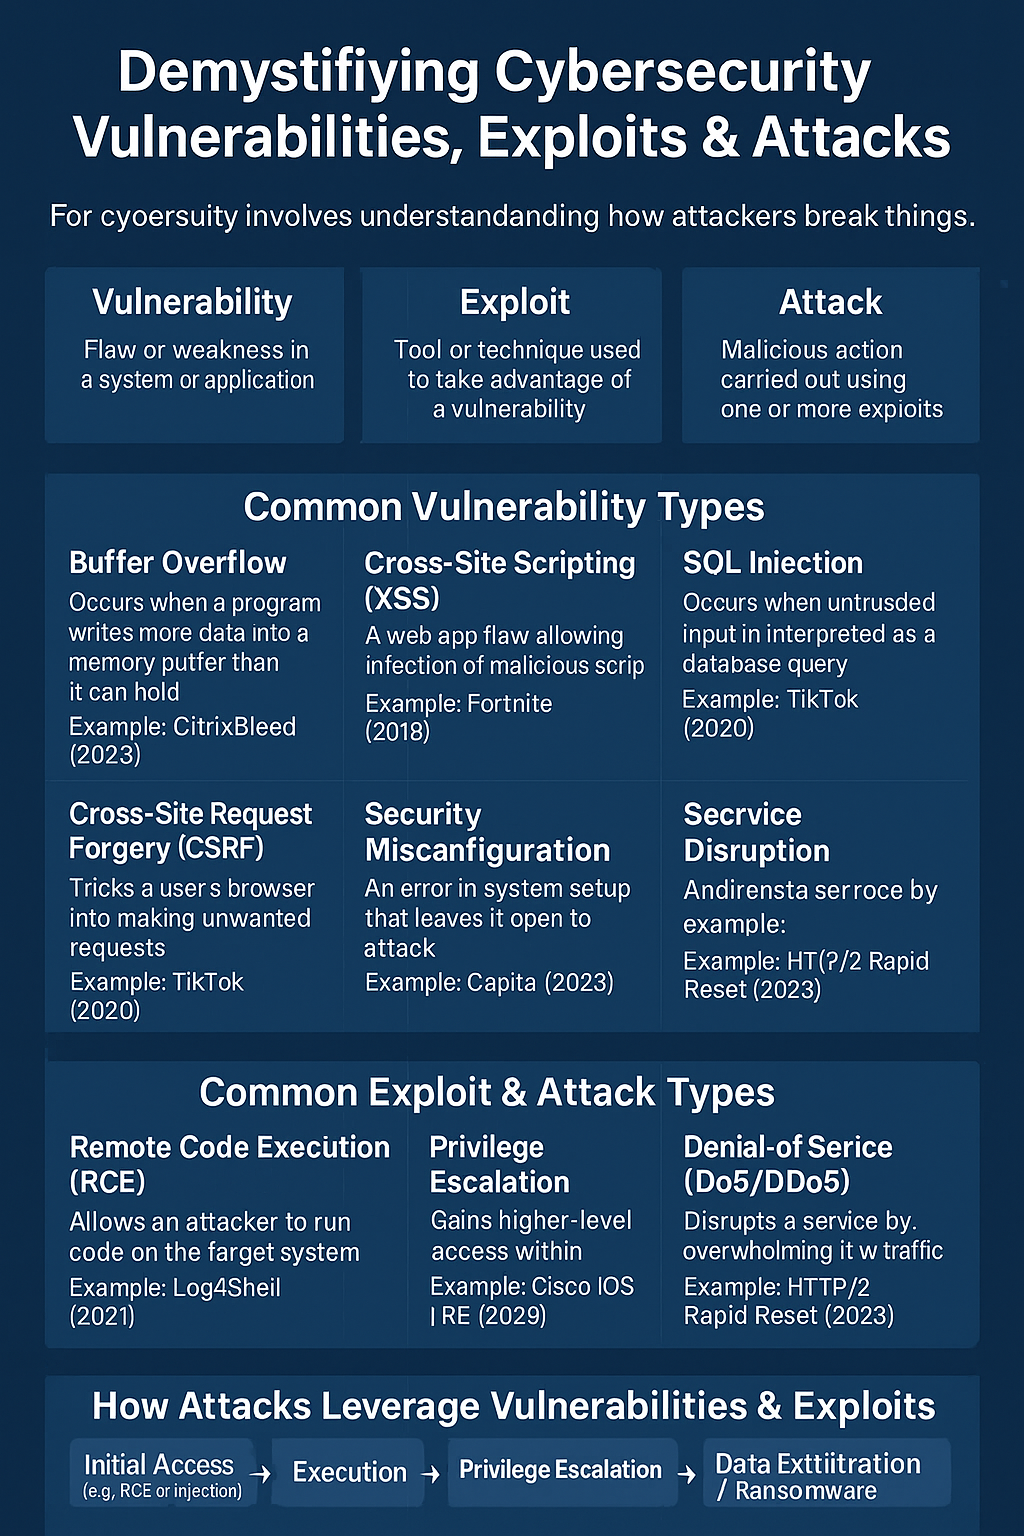 Demystifiying Cybersecurity
Vulnerabilities, Exploits & Attacks
For cyoersuity involves understandanding how attackers break things.
Vulnerability
Flaw or weakness in
a system or application
Exploit
Tool or technique used
to take advantage of
a vulnerability
Attack
Malicious action
carried out using
one or more expioits
Common Vulnerability Types
Buffer Overflow
Occurs when a program
writes more data into a
memory putfer than
it can hold
Example: CitrixBleed
(2023)
Cross-Site Scripting
(XSS)
A web app flaw allowing
infection of malicious scrip
Example: Fortnite
(2018)
SQL Iniection
Occurs when untrusded
input in interpreted as a
database query
Example: TikTok
(2020)
Cross-Site Request
Forgery (CSRF)
Tricks a user s browser
into making unwanted
requests
Example: TikTok
(2020)
Security
Miscanfiguration
An error in system setup
that leaves it open to
attack
Example: Capita (2023)
Secrvice
Disruption
Andirensta serroce by
example:
Example: HT(?/2 Rapid
Reset (2023)
Common Exploit & Attack Types
Remote Code Execution
(RCE)
Allows an attacker to run
code on the farget system
Example: Log4Sheil
(2021)
Privilege
Escalation
Gains higher-level
access within
Example: Cisco IOS
| RE (2029)
Denial-of Serice
(Do5/DDo5)
Disrupts a service by.
overwholming it w traffic
Example: HTTP/2
Rapid Reset (2023)
How Attacks Leverage Vulnerabilities & Exploits
Initial Access
(e.g, RCE or injection)
→ Execution → Privilege Escalation →
Data Exttiitration
/ Ransomware